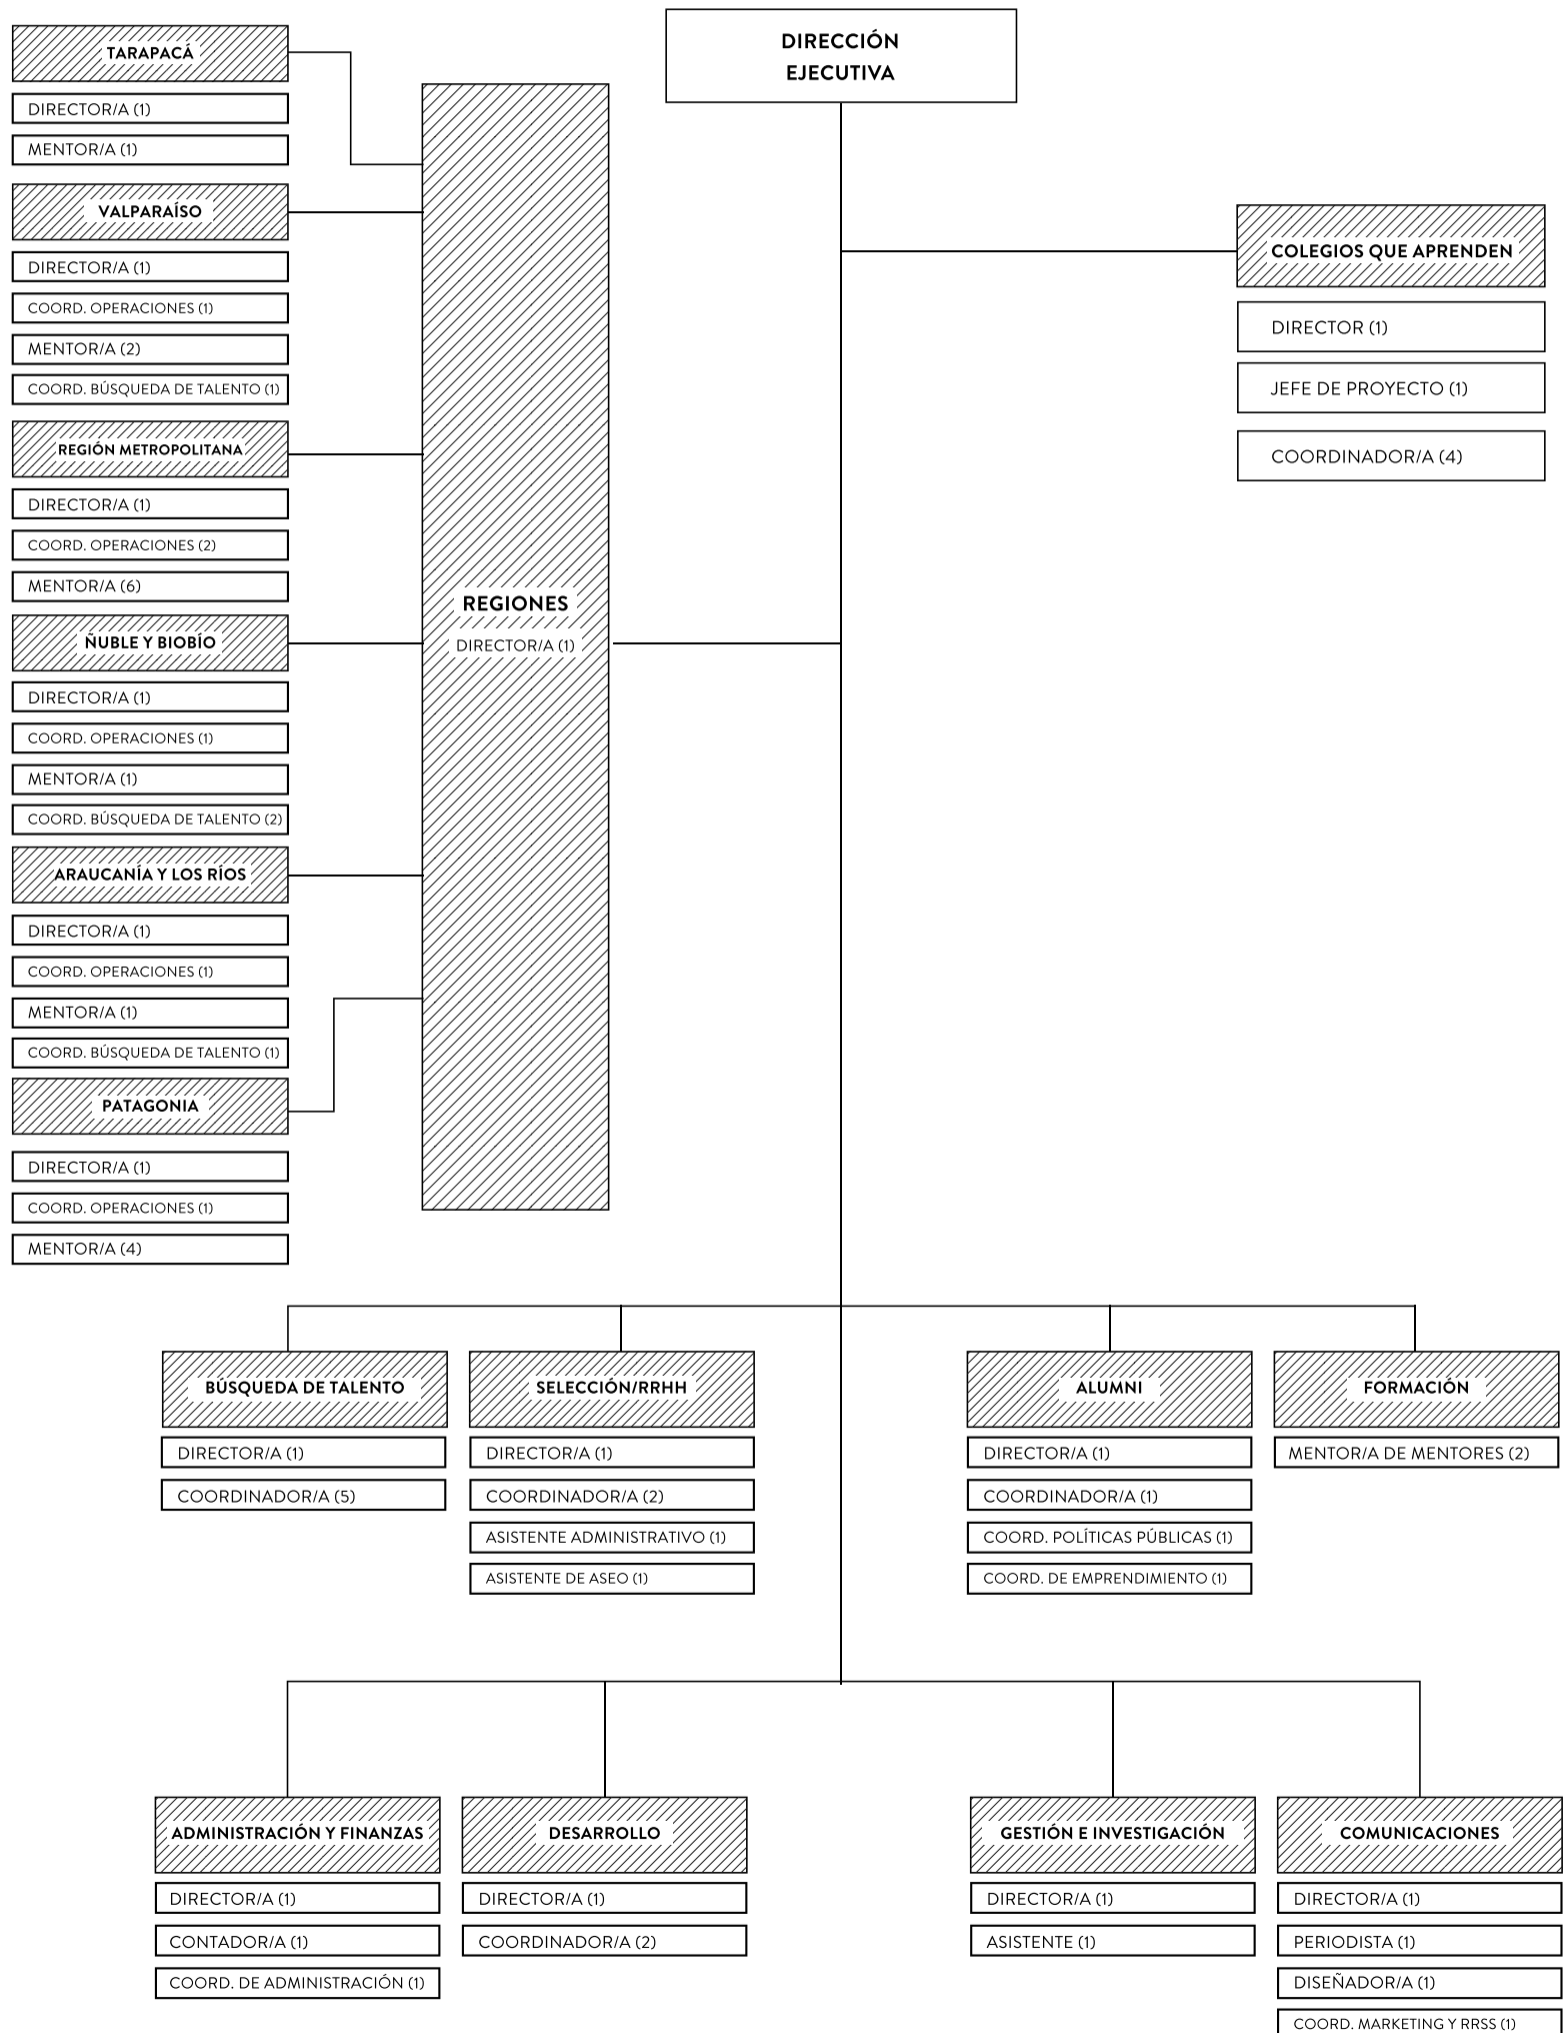 DIRECCIÓN
EJECUTIVA
TARAPACÁ
DIRECTOR/A (1)
MENTOR/A (1)
VALPARAÍSO
DIRECTOR/A (1)
COORD. OPERACIONES (1)
MENTOR/A (2)
COORD. BÚSQUEDA DE TALENTO (1)
REGIÓN METROPOLITANA
DIRECTOR/A (1)
COORD. OPERACIONES (2)
MENTOR/A (6)
ÑUBLE Y BIOBÍO
DIRECTOR/A (1)
COORD. OPERACIONES (1)
MENTOR/A (1)
COORD. BÚSQUEDA DE TALENTO (2)
ARAUCANÍA Y LOS RÍOS
DIRECTOR/A (1)
COORD. OPERACIONES (1)
MENTOR/A (1)
COORD. BÚSQUEDA DE TALENTO (1)
PATAGONIA
DIRECTOR/A (1)
COORD. OPERACIONES (1)
MENTOR/A (4)
REGIONES
DIRECTOR/A (1)
COLEGIOS QUE APRENDEN
DIRECTOR (1)
JEFE DE PROYECTO (1)
COORDINADOR/A (4)
BÚSQUEDA DE TALENTO
DIRECTOR/A (1)
COORDINADOR/A (5)
SELECCIÓN/RRHH
DIRECTOR/A (1)
COORDINADOR/A (2)
ASISTENTE ADMINISTRATIVO (1)
ASISTENTE DE ASEO (1)
ALUMNI
DIRECTOR/A (1)
COORDINADOR/A (1)
COORD. POLÍTICAS PÚBLICAS (1)
COORD. DE EMPRENDIMIENTO (1)
FORMACIÓN
MENTOR/A DE MENTORES (2)
ADMINISTRACIÓN Y FINANZAS
DIRECTOR/A (1)
CONTADOR/A (1)
COORD. DE ADMINISTRACIÓN (1)
DESARROLLO
DIRECTOR/A (1)
COORDINADOR/A (2)
GESTIÓN E INVESTIGACIÓN
DIRECTOR/A (1)
ASISTENTE (1)
COMUNICACIONES
DIRECTOR/A (1)
PERIODISTA (1)
DISEÑADOR/A (1)
COORD. MARKETING Y RRSS (1)